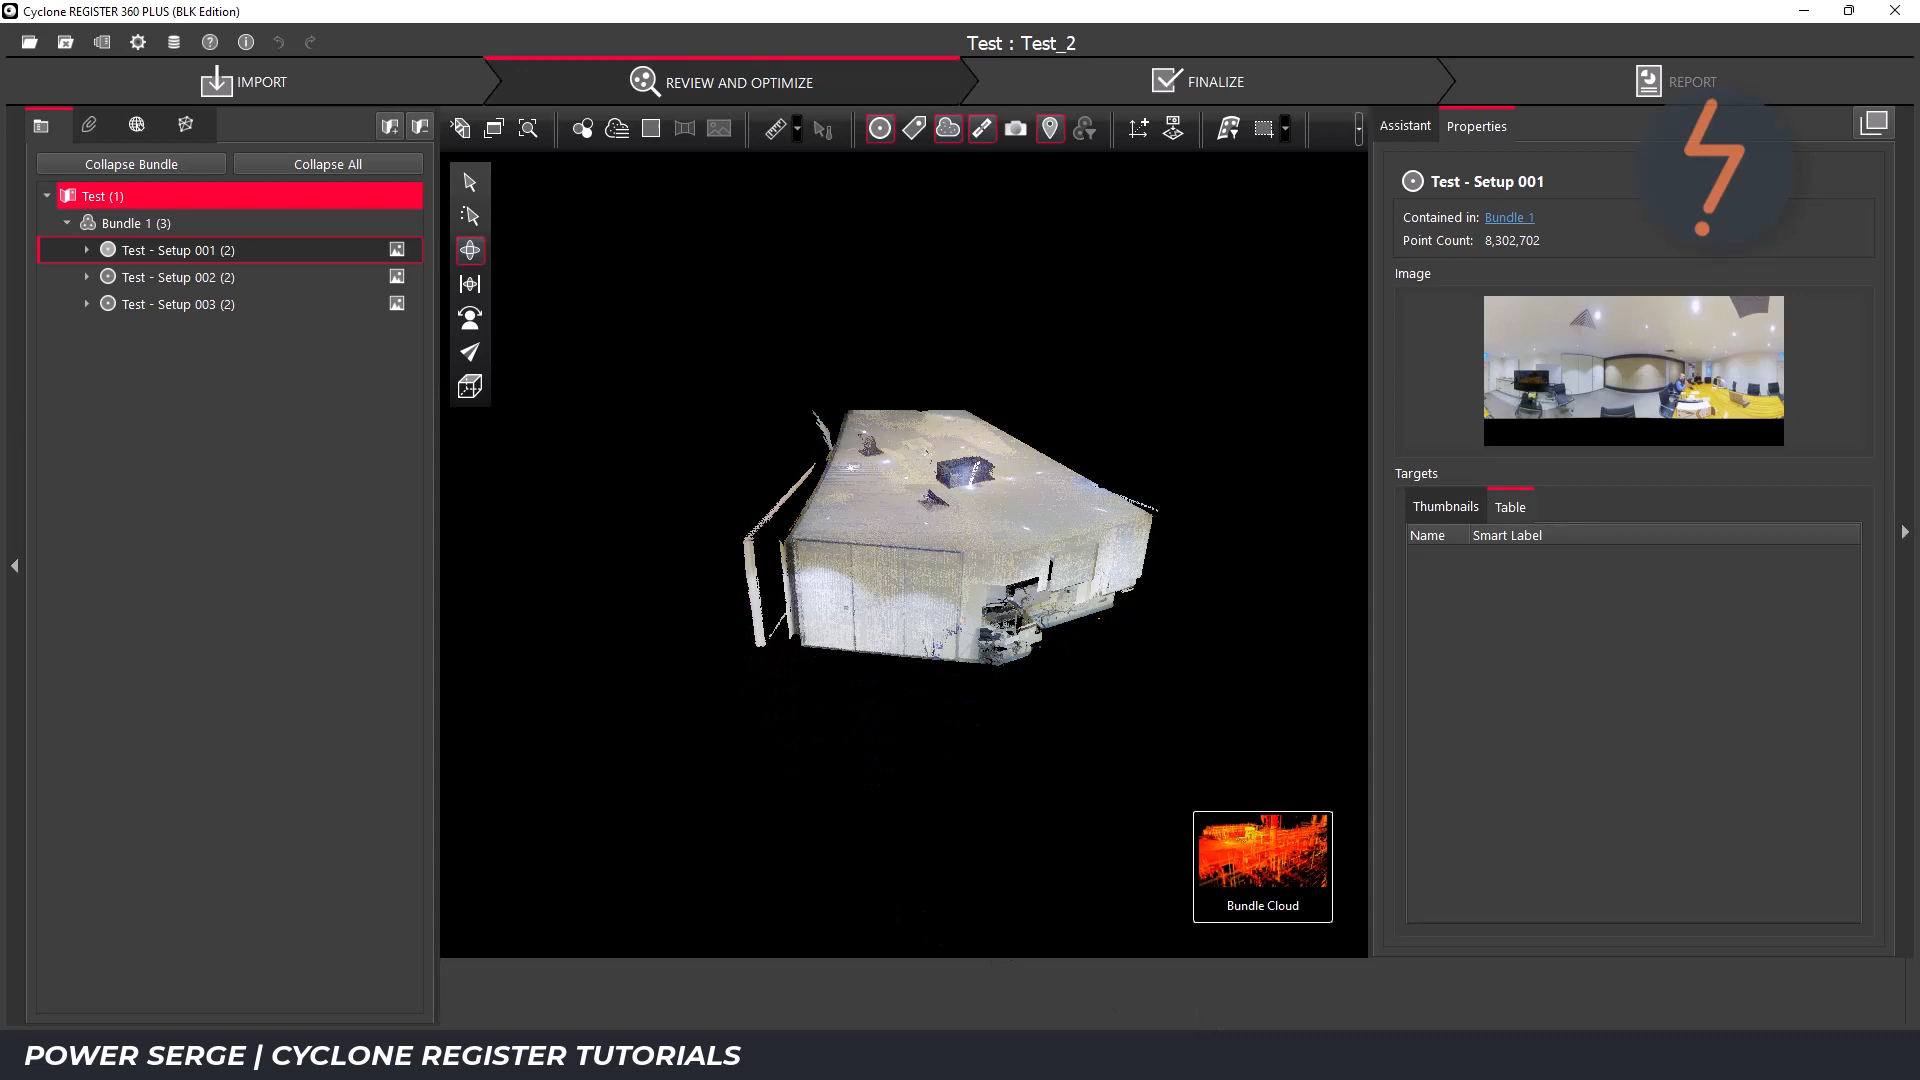 Cyclone REGISTER 360 PLUS (BLK Edition)
Test : Test_2
IMPORT
REVIEW AND OPTIMIZE
FINALIZE
REPORT
Assistant
Properties
Collapse Bundle
Collapse All
Test (1)
Bundle 1 (3)
Test - Setup 001 (2)
Test - Setup 002 (2)
Test - Setup 003 (2)
Test - Setup 001
Contained in: Bundle 1
Point Count: 8,302,702
Image
Targets
Thumbnails
Table
Name
Smart Label
Bundle Cloud
POWER SERGE | CYCLONE REGISTER TUTORIALS